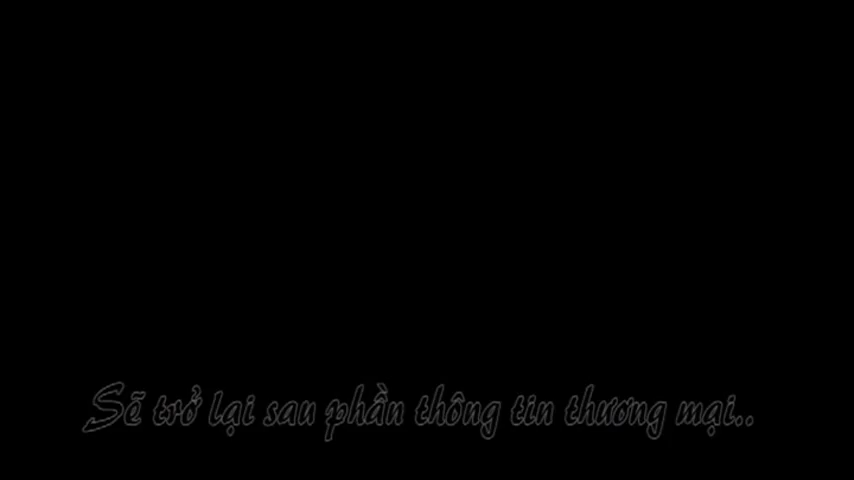 Sẽ trở lại sau phần thông tin thương mại..